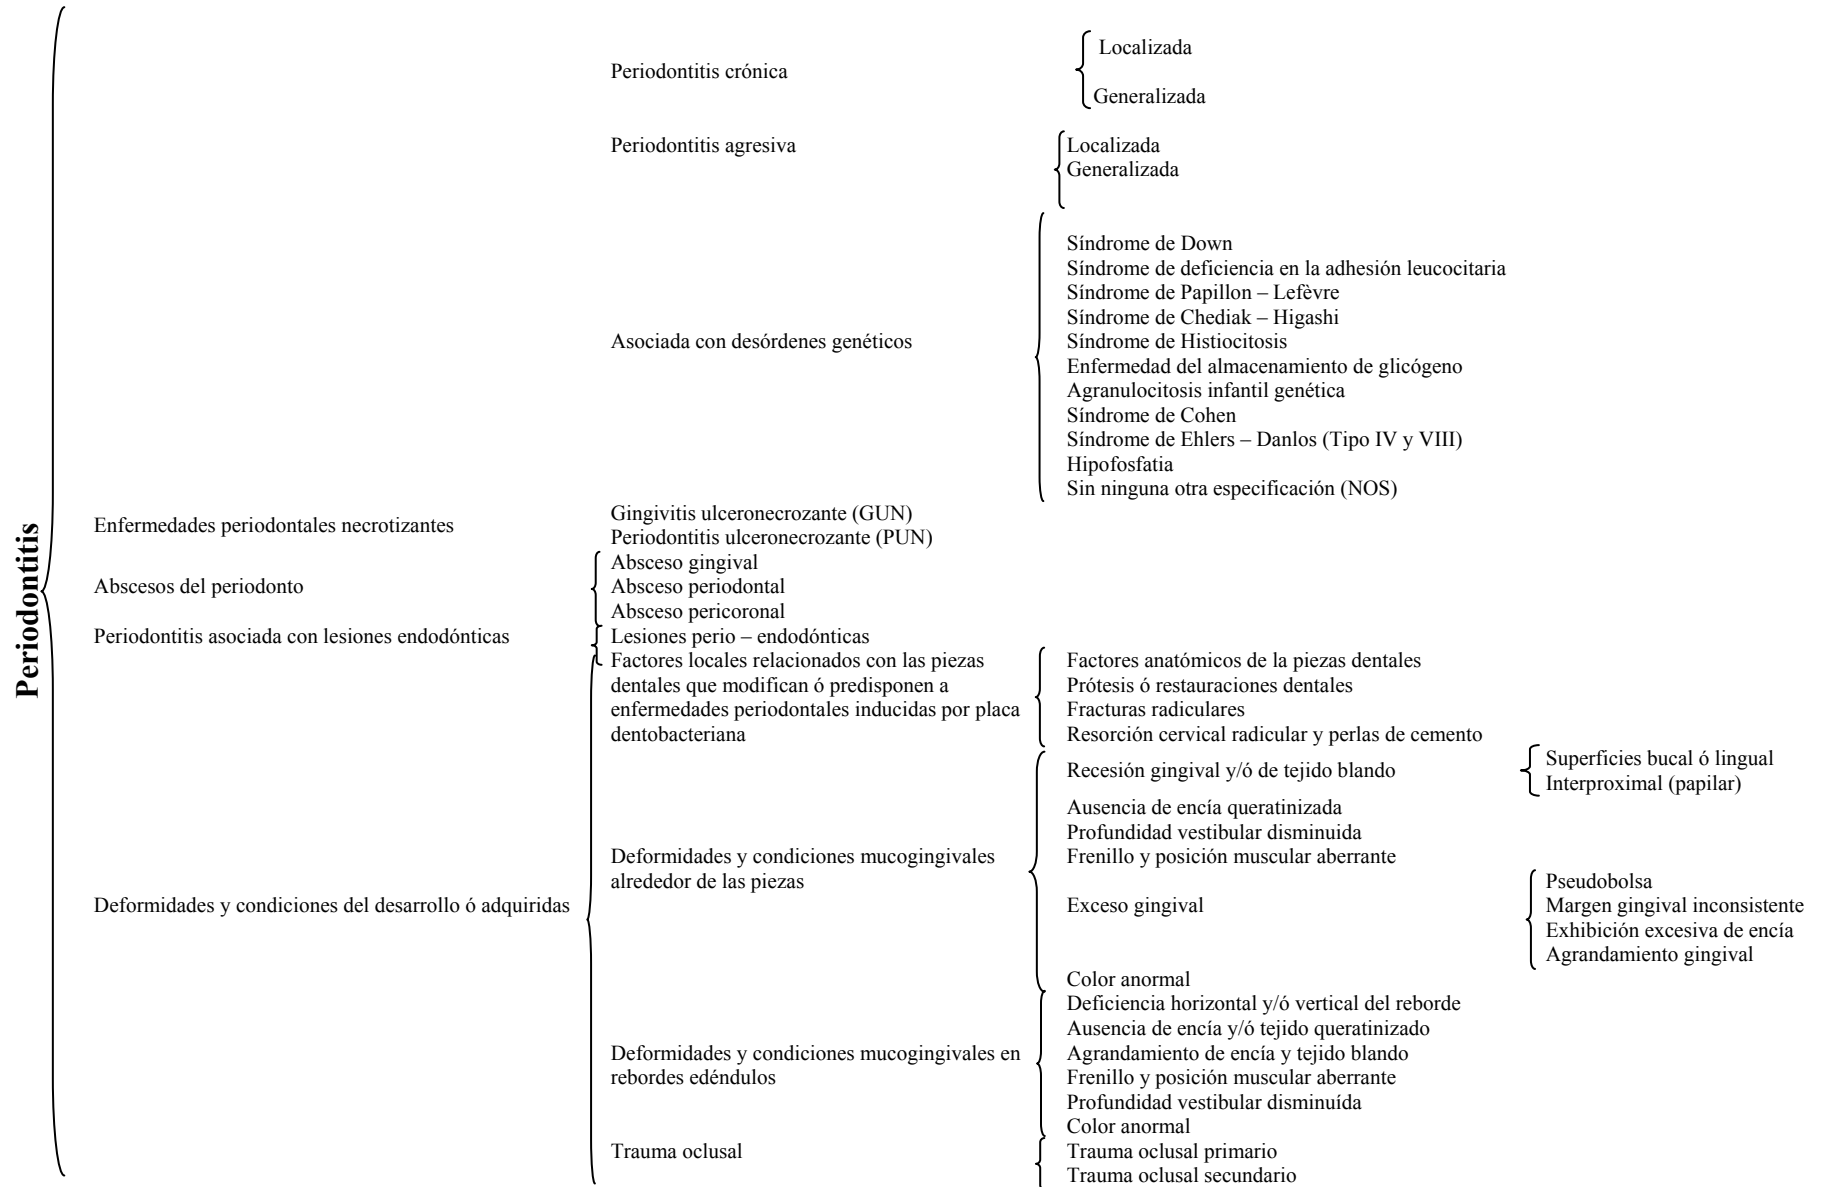 Periodontitis
Periodontitis crónica
Localizada
Generalizada
Periodontitis agresiva
Localizada
Generalizada
Asociada con desórdenes genéticos
Síndrome de Down
Síndrome de deficiencia en la adhesión leucocitaria
Síndrome de Papillon – Lefèvre
Síndrome de Chediak – Higashi
Síndrome de Histiocitosis
Enfermedad del almacenamiento de glicógeno
Agranulocitosis infantil genética
Síndrome de Cohen
Síndrome de Ehlers – Danlos (Tipo IV y VIII)
Hipofosfatia
Sin ninguna otra especificación (NOS)
Enfermedades periodontales necrotizantes
Gingivitis ulceronecrozante (GUN)
Periodontitis ulceronecrozante (PUN)
Abscesos del periodonto
Absceso gingival
Absceso periodontal
Absceso pericoronal
Periodontitis asociada con lesiones endodónticas
Lesiones perio – endodónticas
Deformidades y condiciones del desarrollo ó adquiridas
Factores locales relacionados con las piezas
dentales que modifican ó predisponen a
enfermedades periodontales inducidas por placa
dentobacteriana
Factores anatómicos de la piezas dentales
Prótesis ó restauraciones dentales
Fracturas radiculares
Resorción cervical radicular y perlas de cemento
Deformidades y condiciones mucogingivales
alrededor de las piezas
Recesión gingival y/ó de tejido blando
Superficies bucal ó lingual
Interproximal (papilar)
Ausencia de encía queratinizada
Profundidad vestibular disminuida
Frenillo y posición muscular aberrante
Exceso gingival
Pseudobolsa
Margen gingival inconsistente
Exhibición excesiva de encía
Agrandamiento gingival
Color anormal
Deformidades y condiciones mucogingivales en
rebordes edéndulos
Deficiencia horizontal y/ó vertical del reborde
Ausencia de encía y/ó tejido queratinizado
Agrandamiento de encía y tejido blando
Frenillo y posición muscular aberrante
Profundidad vestibular disminuída
Color anormal
Trauma oclusal
Trauma oclusal primario
Trauma oclusal secundario